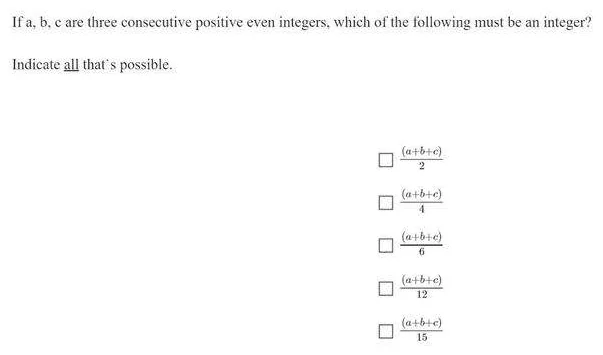 If a, b, c are three consecutive positive even integers, which of the following must be an integer?
Indicate all that's possible.
(a+b+c)/2
(a+b+c)/4
(a+b+c)/6
(a+b+c)/12
(a+b+c)/15